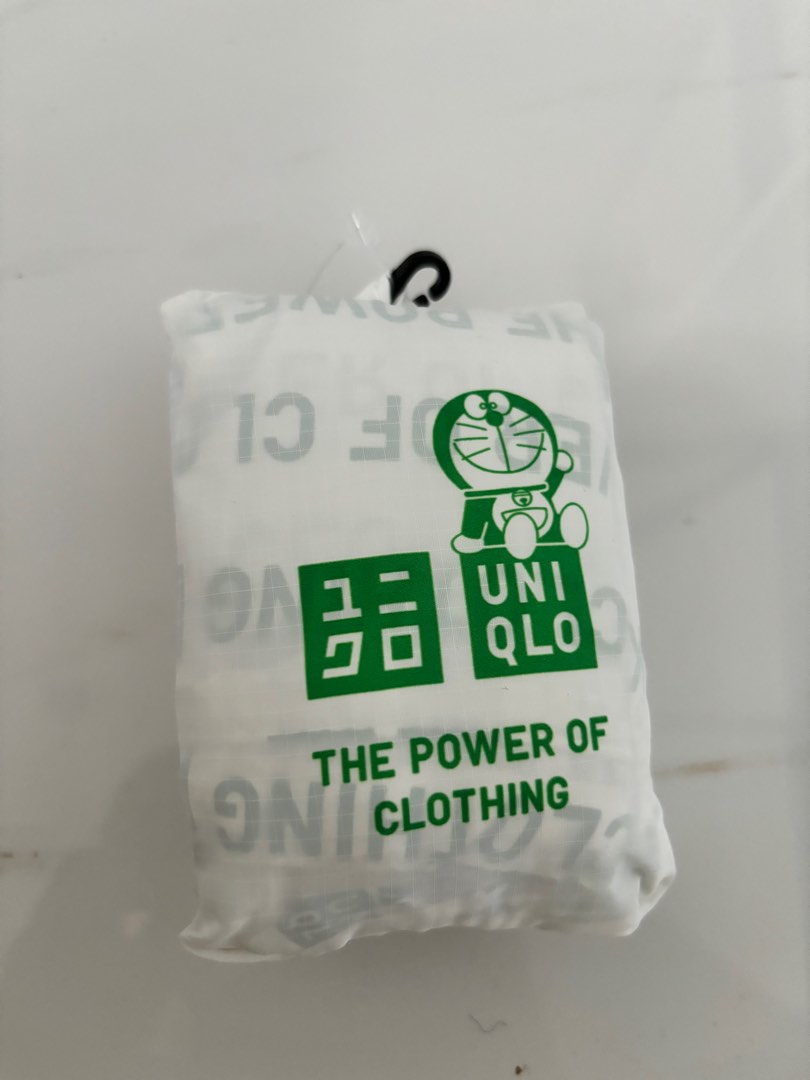 ユニ
クロ
UNI
QLO
THE POWER OF
CLOTHING